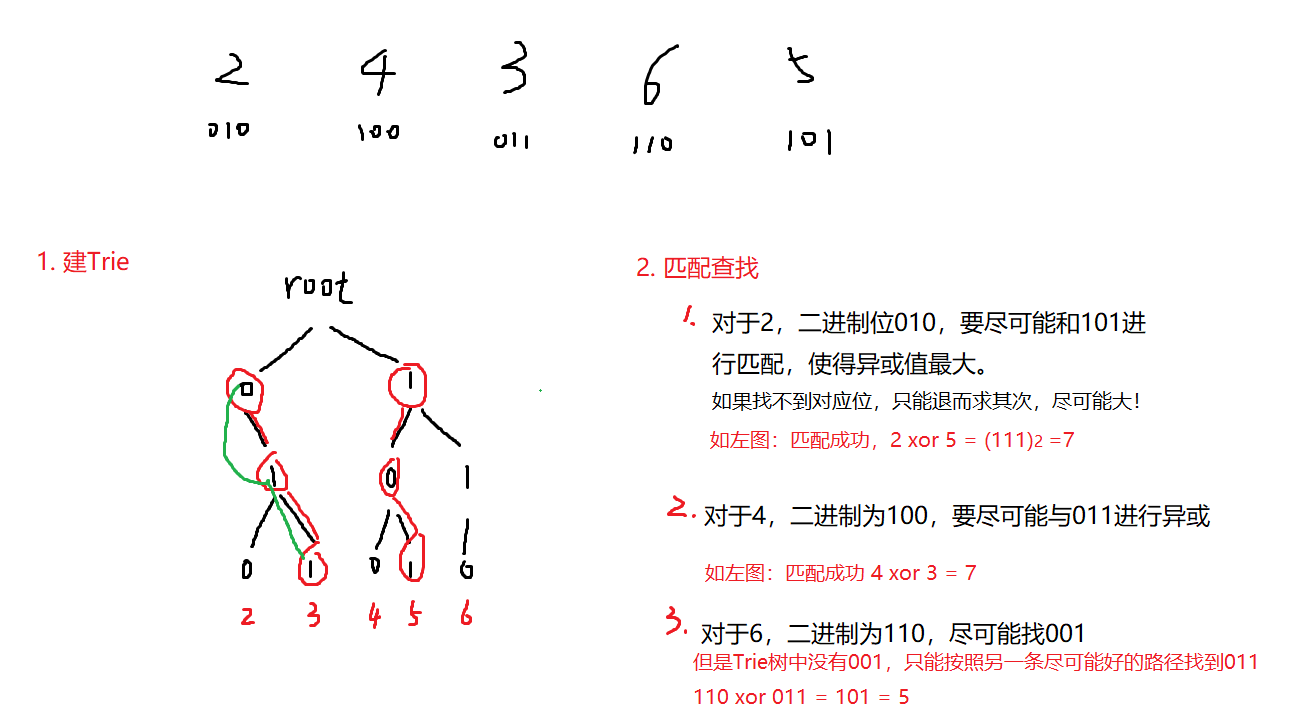 2 4 3 6 5
010 100 011 110 101
1. 建Trie
root
0 1
1 0 1
0 1 0 1 0
2 3 4 5 6
2. 匹配查找
1. 对于2，二进制位010，要尽可能和101进
行匹配，使得异或值最大。
如果找不到对应位，只能退而求其次，尽可能大！
如左图：匹配成功，2 xor 5 = (111)2 =7
2. 对于4，二进制为100，要尽可能与011进行异或
如左图：匹配成功 4 xor 3 = 7
3. 对于6，二进制为110，尽可能找001
但是Trie树中没有001，只能按照另一条尽可能好的路径找到011
110 xor 011 = 101 = 5